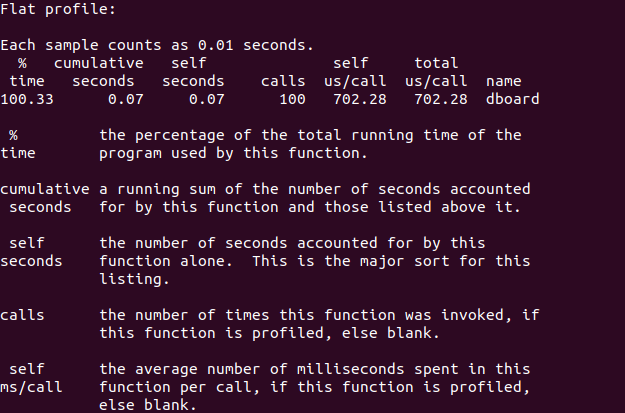 Flat profile:

Each sample counts as 0.01 seconds.
  %   cumulative   self              self     total
 time   seconds   seconds    calls  us/call  us/call  name
100.33      0.07     0.07      100   702.28   702.28  dboard

 %         the percentage of the total running time of the
time       program used by this function.

cumulative a running sum of the number of seconds accounted
 seconds   for by this function and those listed above it.

 self      the number of seconds accounted for by this
seconds    function alone.  This is the major sort for this
           listing.

calls      the number of times this function was invoked, if
           this function is profiled, else blank.

 self      the average number of milliseconds spent in this
ms/call    function per call, if this function is profiled,
           else blank.